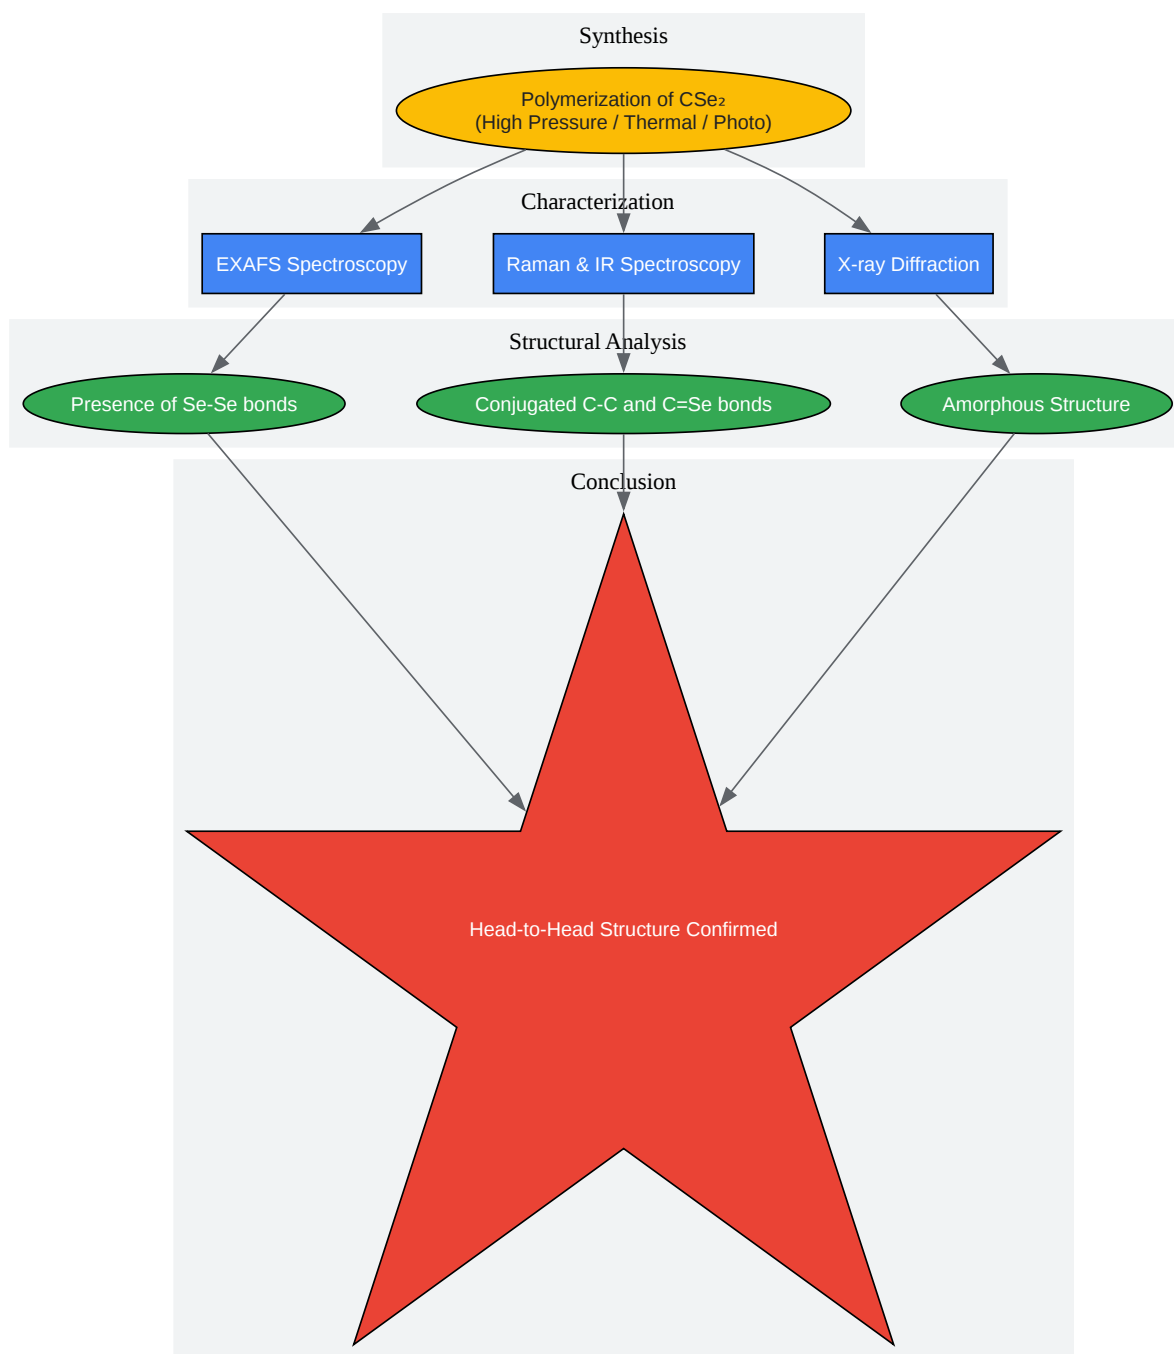 Synthesis
Polymerization of CSe₂
(High Pressure / Thermal / Photo)
Characterization
EXAFS Spectroscopy
Raman & IR Spectroscopy
X-ray Diffraction
Structural Analysis
Presence of Se-Se bonds
Conjugated C-C and C=Se bonds
Amorphous Structure
Conclusion
Head-to-Head Structure Confirmed